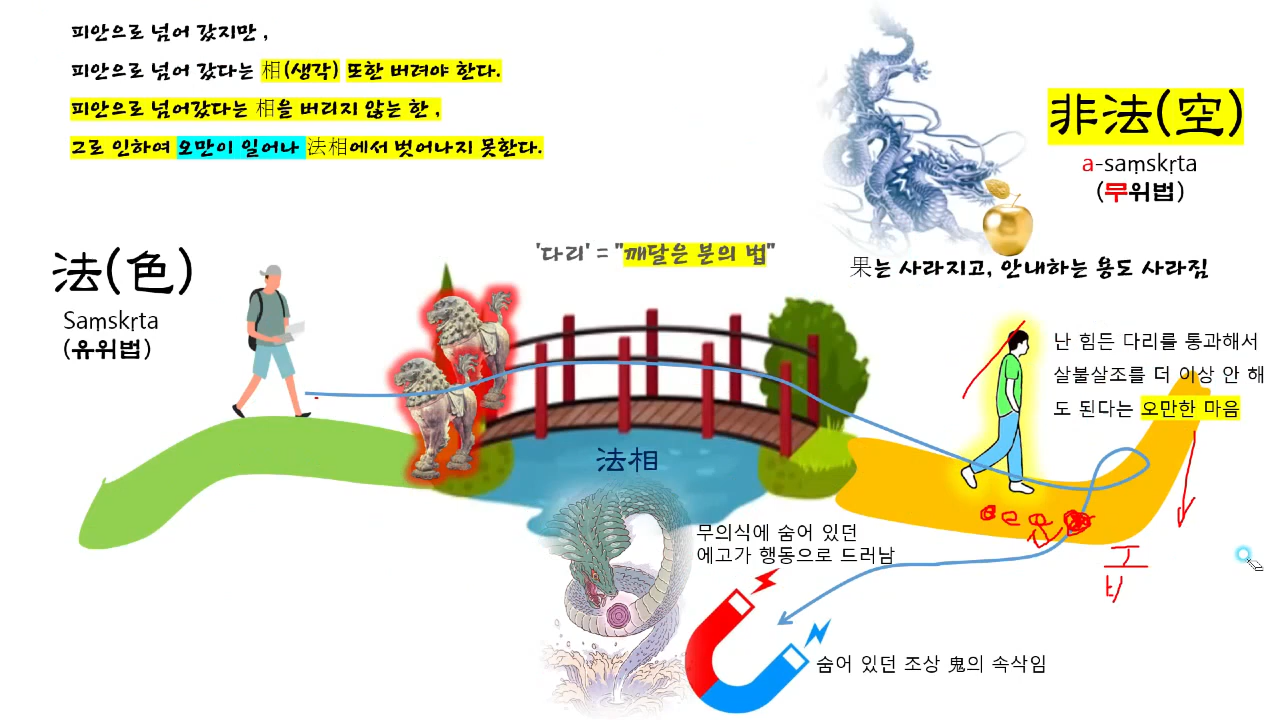 피안으로 넘어 갔지만 ,
피안으로 넘어 갔다는 相(생각) 또한 버려야 한다.
피안으로 넘어갔다는 相을 버리지 않는 한 ,
그로 인하여 오만이 일어나 法相에서 벗어나지 못한다.
非法(空)
a-saṃskṛta
(무위법)
果는 사라지고, 안내하는 용도 사라짐
'다리' = "깨달은 분의 법"
法(色)
Saṃskṛta
(유위법)
난 힘든 다리를 통과해서
살불살조를 더 이상 안 해
도 된다는 오만한 마음
法相
무의식에 숨어 있던
에고가 행동으로 드러남
숨어 있던 조상 鬼의 속삭임